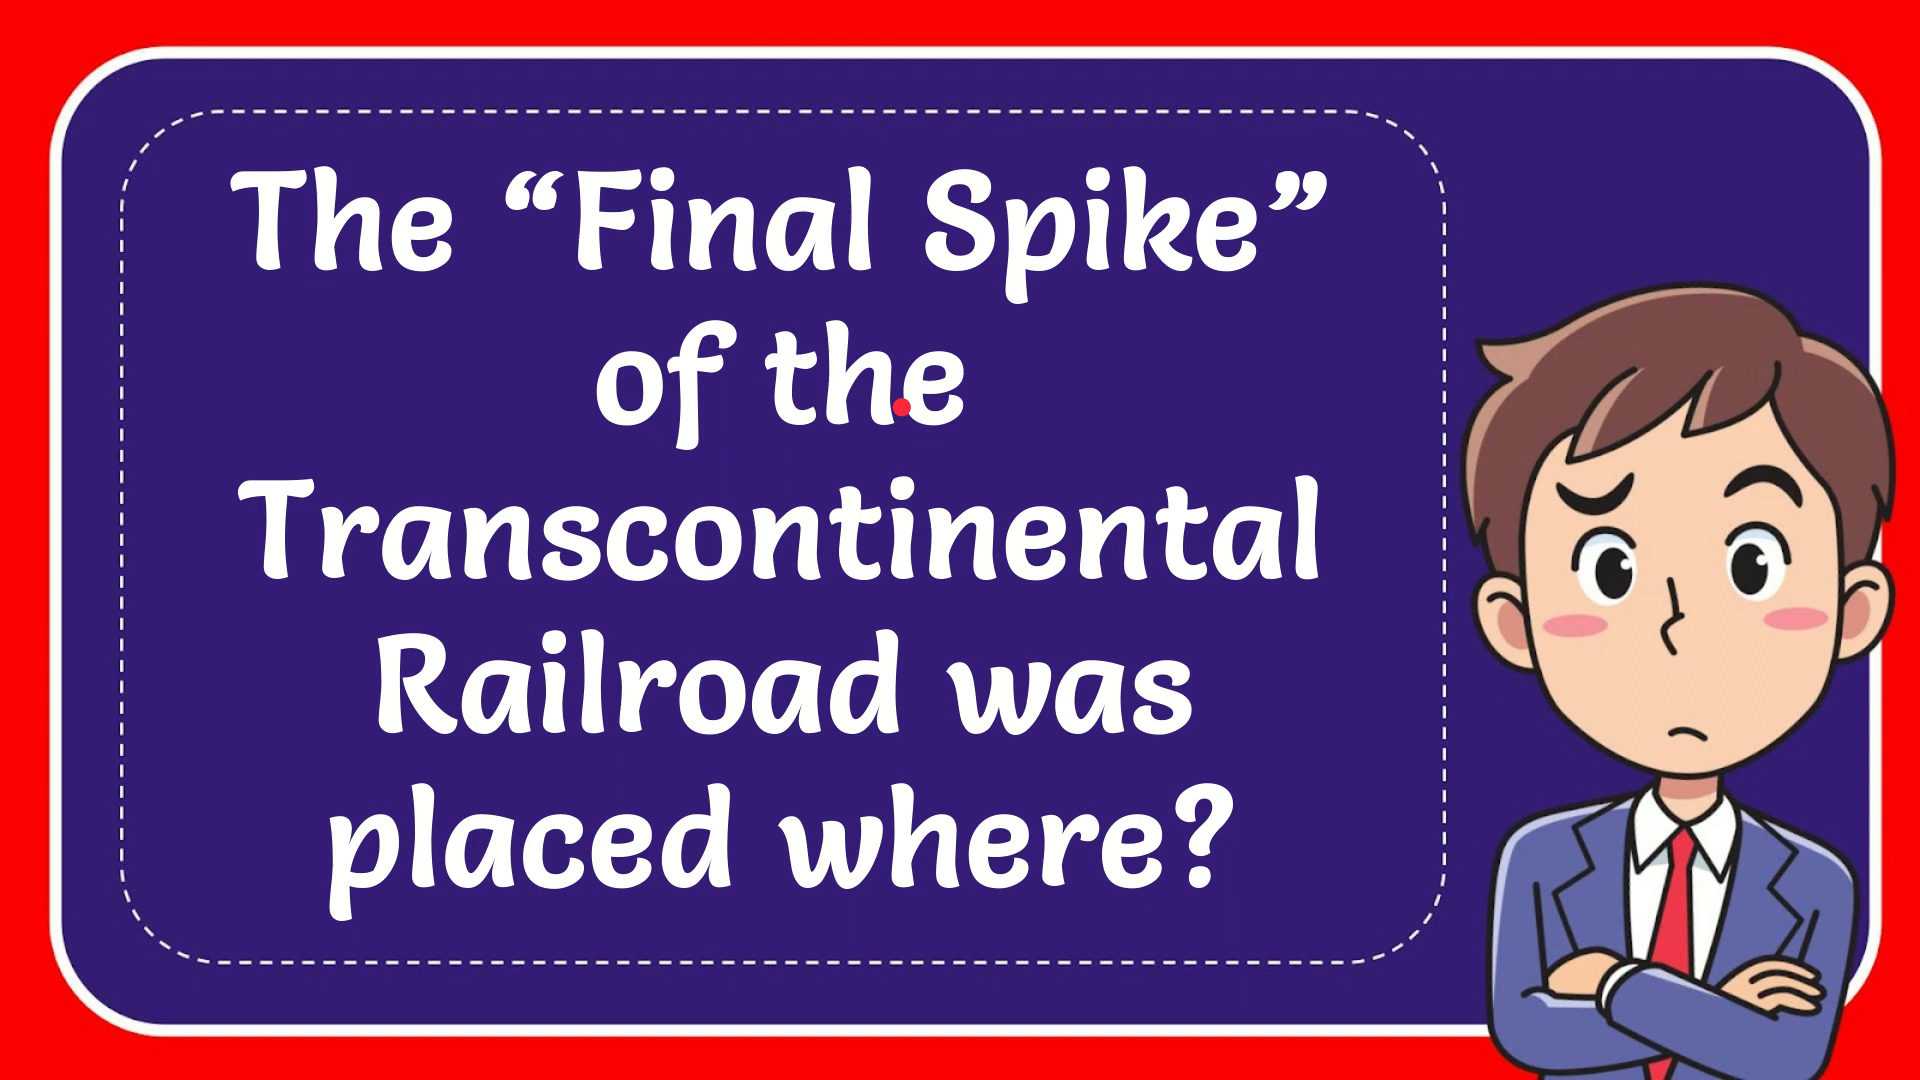 The “Final Spike”
of the
Transcontinental
Railroad was
placed where?